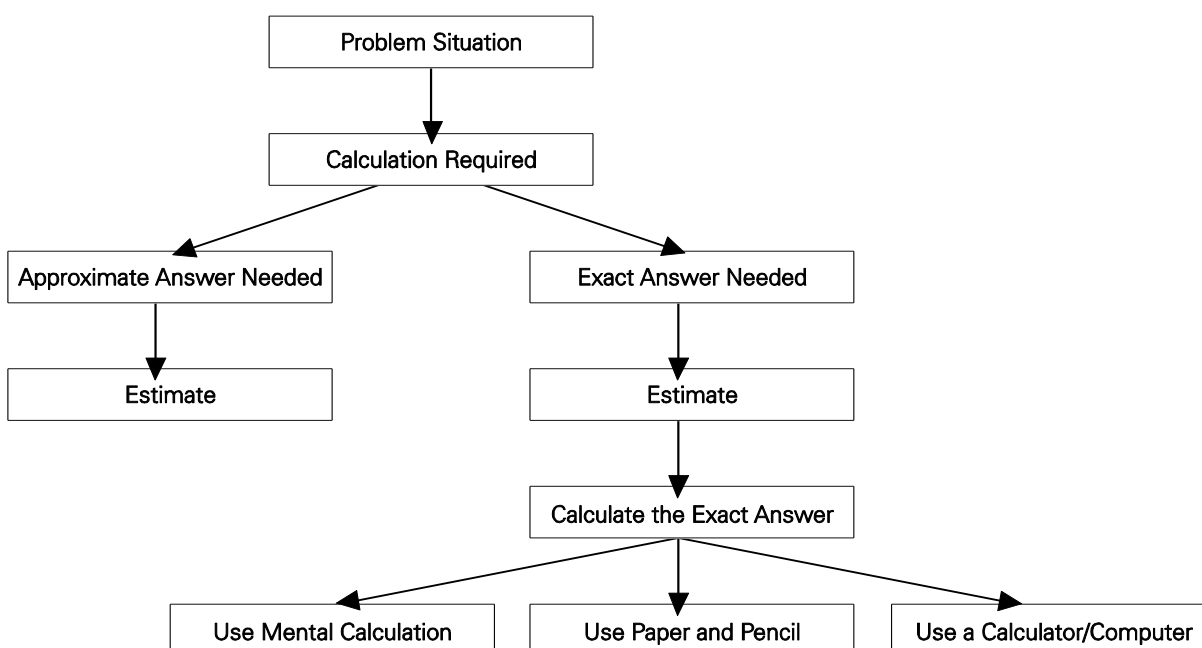 Problem Situation
Calculation Required
Approximate Answer Needed
Exact Answer Needed
Estimate
Estimate
Calculate the Exact Answer
Use Mental Calculation
Use Paper and Pencil
Use a Calculator/Computer